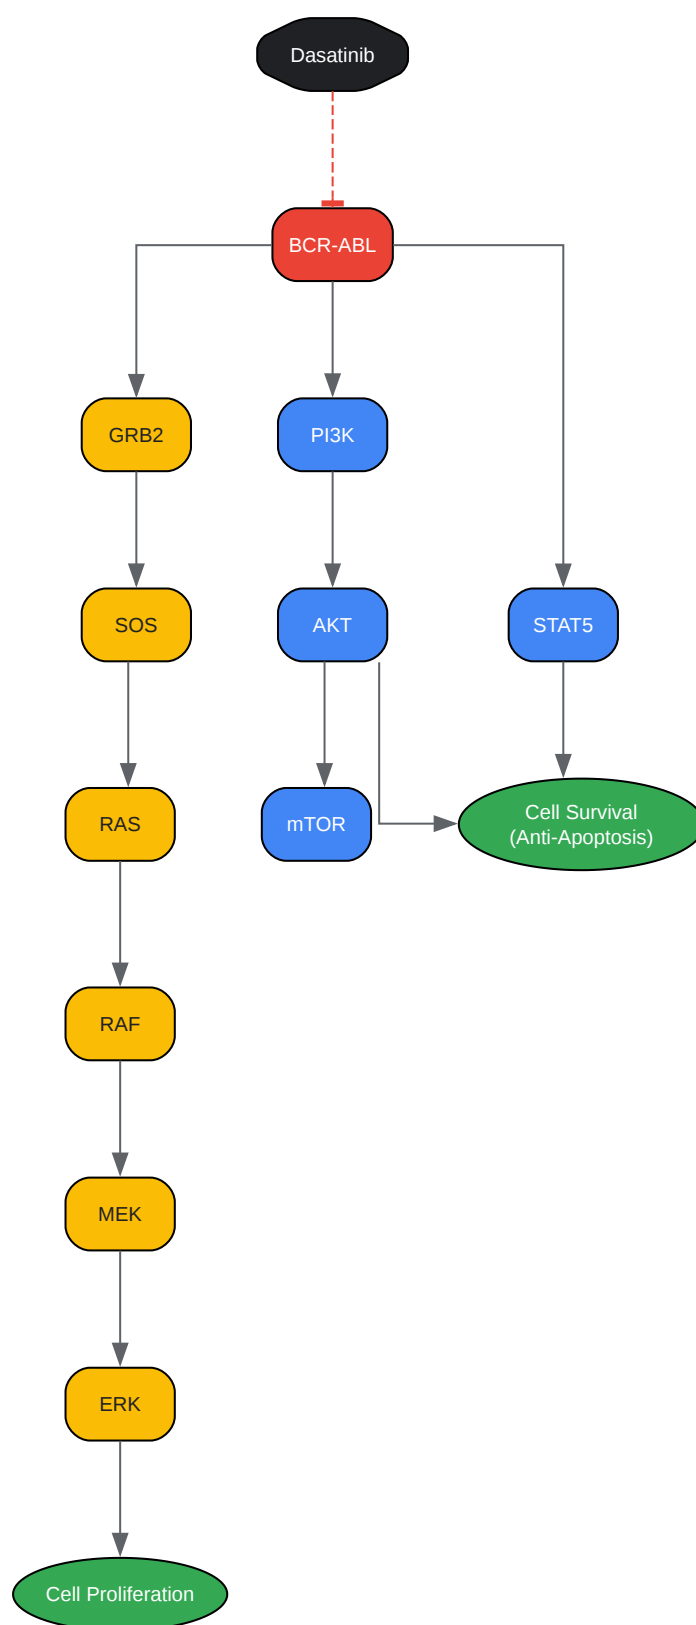 Dasatinib
BCR-ABL
GRB2
PI3K
SOS
AKT
STAT5
RAS
mTOR
Cell Survival
(Anti-Apoptosis)
RAF
MEK
ERK
Cell Proliferation